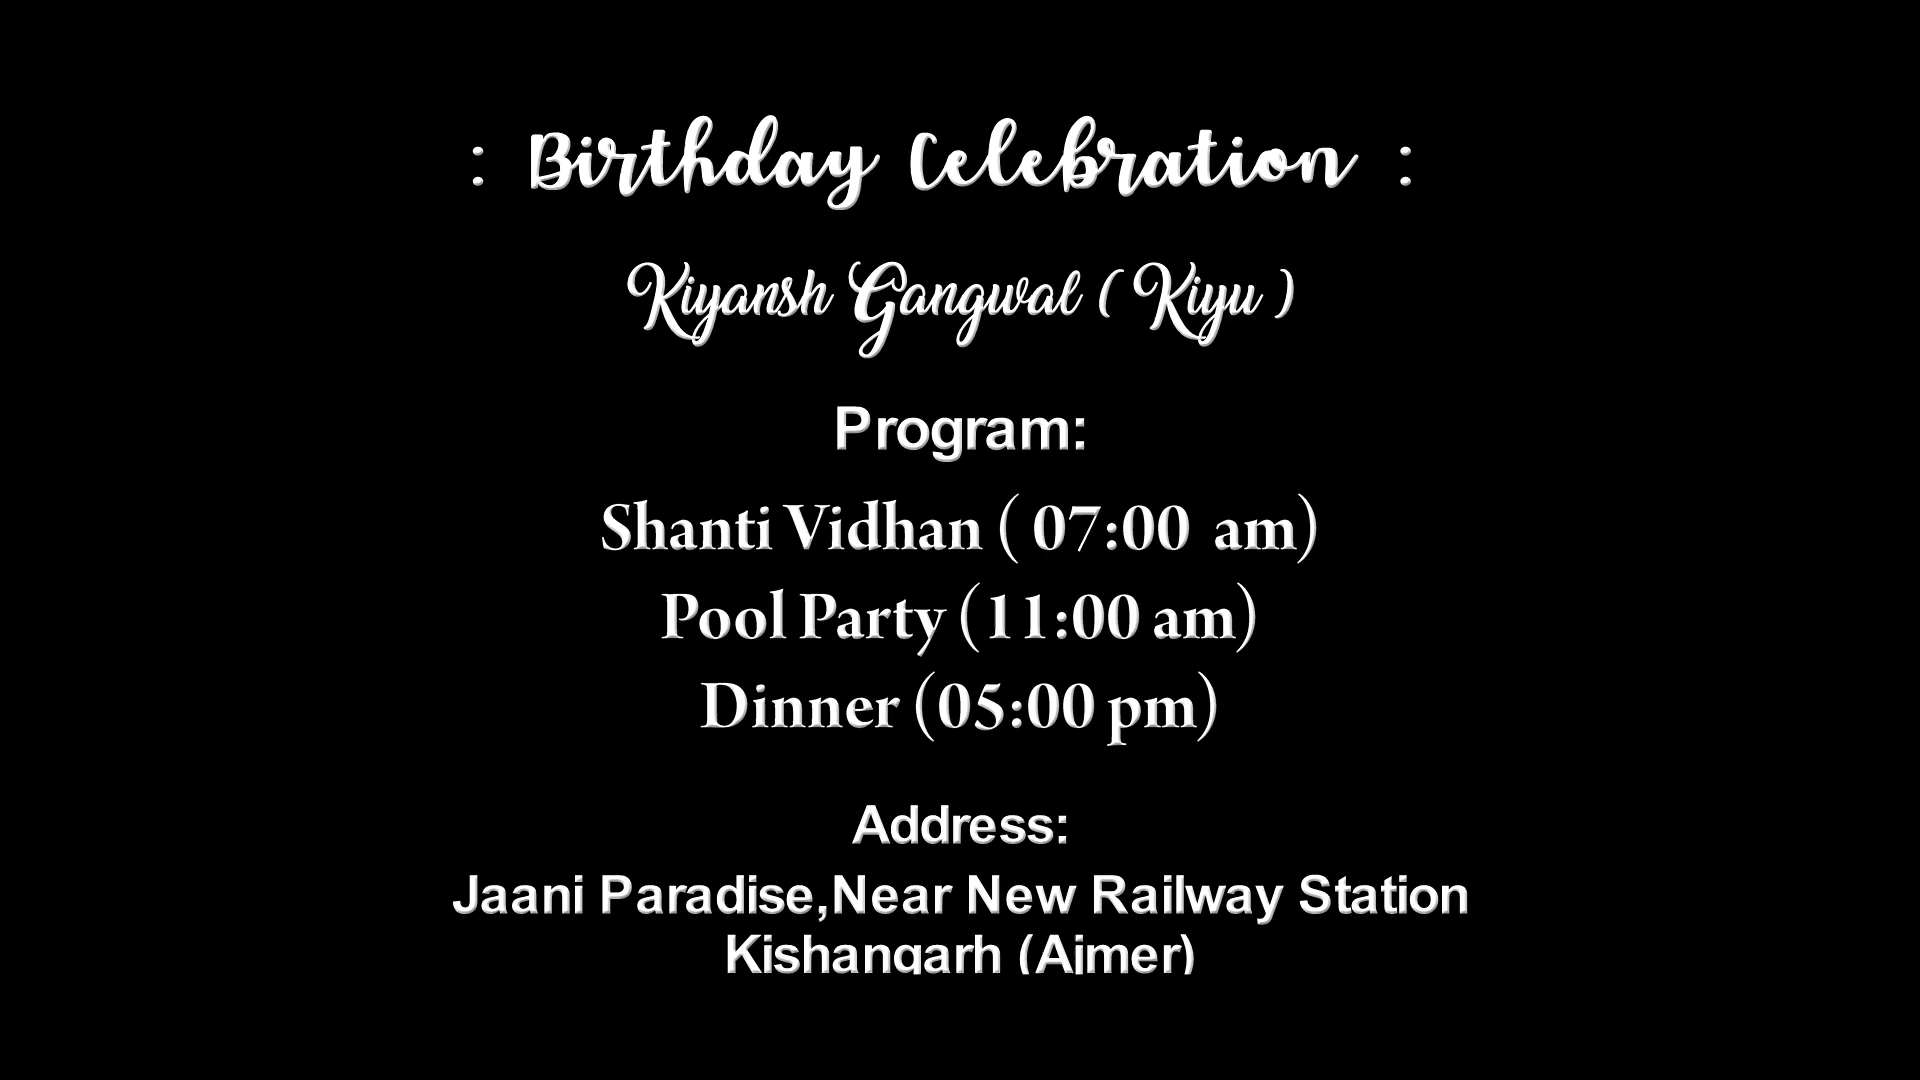 : Birthday Celebration :
Kiyansh Gangwal ( Kiyu )
Program:
Shanti Vidhan ( 07:00 am)
Pool Party (11:00 am)
Dinner (05:00 pm)
Address:
Jaani Paradise,Near New Railway Station
Kishangarh (Ajmer)